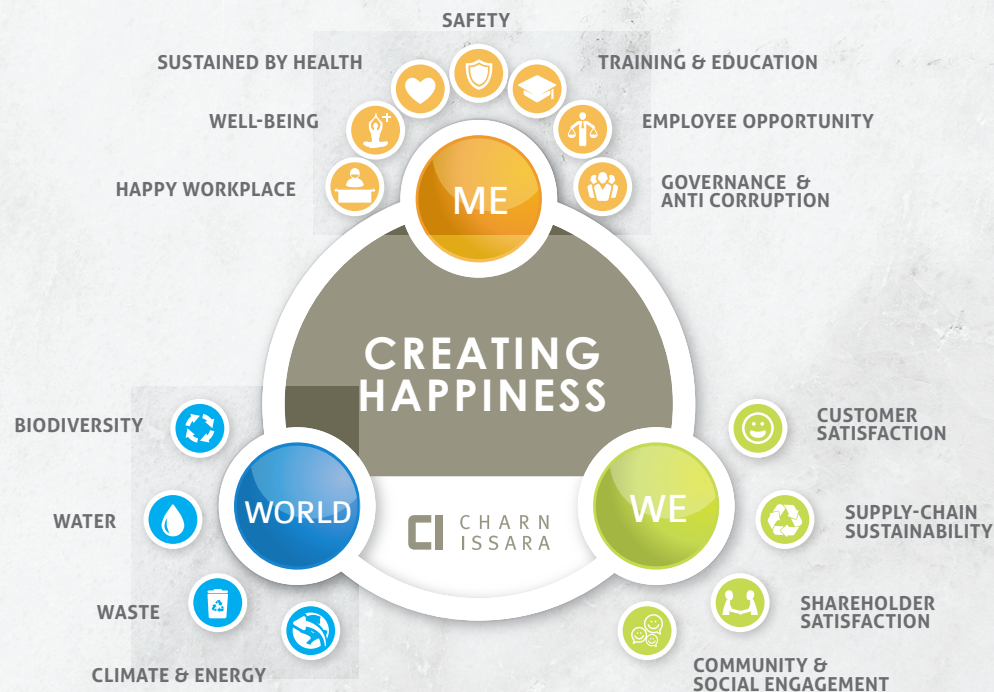 SAFETY
SUSTAINED BY HEALTH
TRAINING & EDUCATION
WELL-BEING
EMPLOYEE OPPORTUNITY
HAPPY WORKPLACE
GOVERNANCE &
ANTI CORRUPTION
ME
CREATING
HAPPINESS
BIODIVERSITY
CUSTOMER
SATISFACTION
WATER
WORLD
WE
SUPPLY-CHAIN
SUSTAINABILITY
CI CHARN
ISSARA
WASTE
SHAREHOLDER
SATISFACTION
CLIMATE & ENERGY
COMMUNITY &
SOCIAL ENGAGEMENT